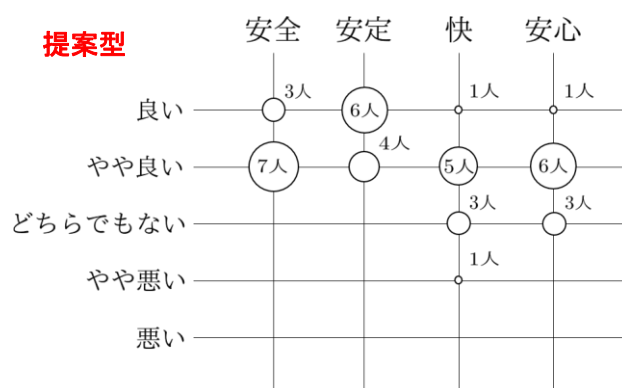 提案型
安全 安定 快 安心
良い 3人 6人 1人 1人
やや良い 7人 4人 5人 6人
どちらでもない 3人 3人
やや悪い 1人
悪い